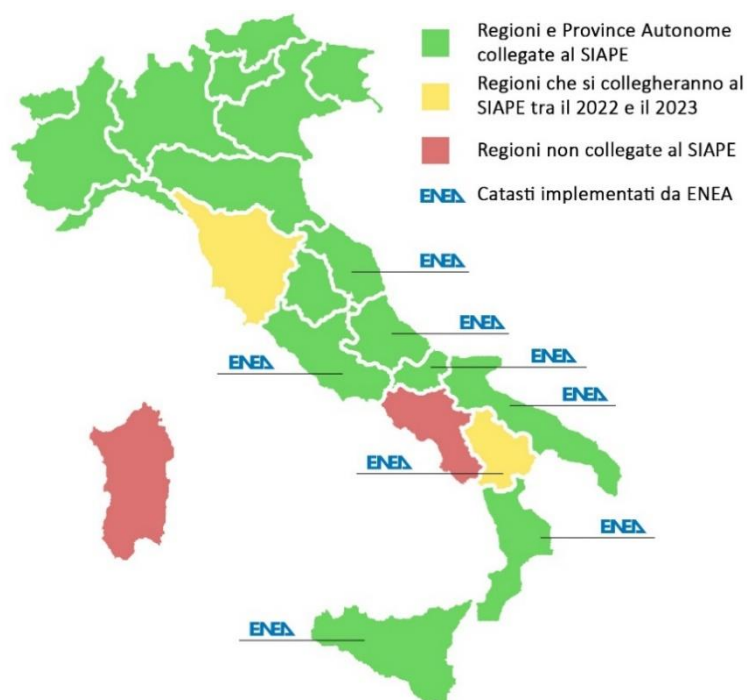 Regioni e Province Autonome
collegate al SIAPE
Regioni che si collegheranno al
SIAPE tra il 2022 e il 2023
Regioni non collegate al SIAPE
ENEA Catasti implementati da ENEA
ENEA
ENEA
ENEA
ENEA
ENEA
ENEA
ENEA
ENEA